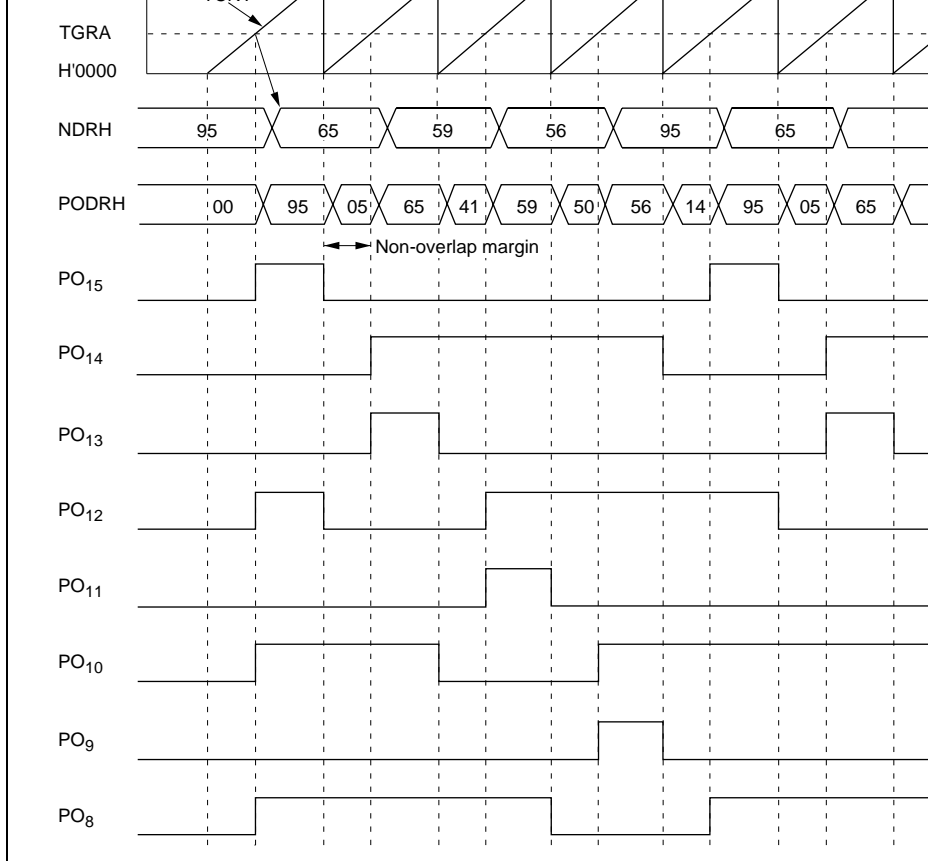 TGRA
H'0000
NDRH 95 65 59 56 95 65
PODRH 00 95 05 65 41 59 50 56 14 95 05 65
Non-overlap margin
PO15
PO14
PO13
PO12
PO11
PO10
PO9
PO8